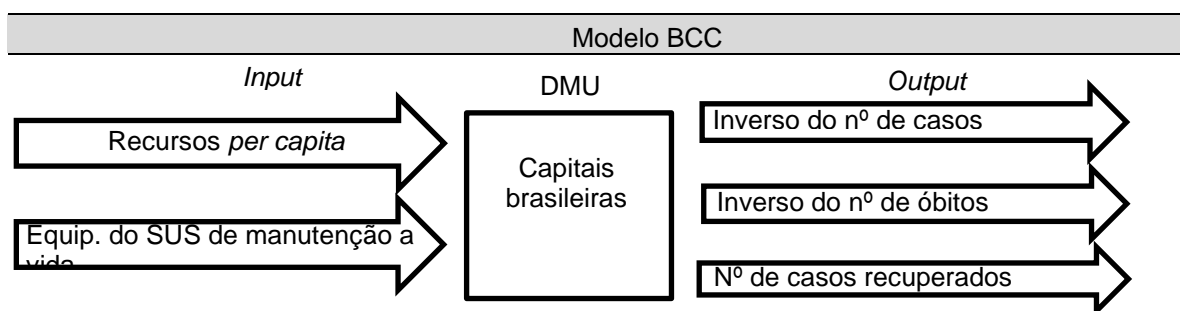 Modelo BCC
Input
DMU
Output
Recursos per capita
Equip. do SUS de manutenção a
vida
Capitais
brasileiras
Inverso do nº de casos
Inverso do nº de óbitos
Nº de casos recuperados